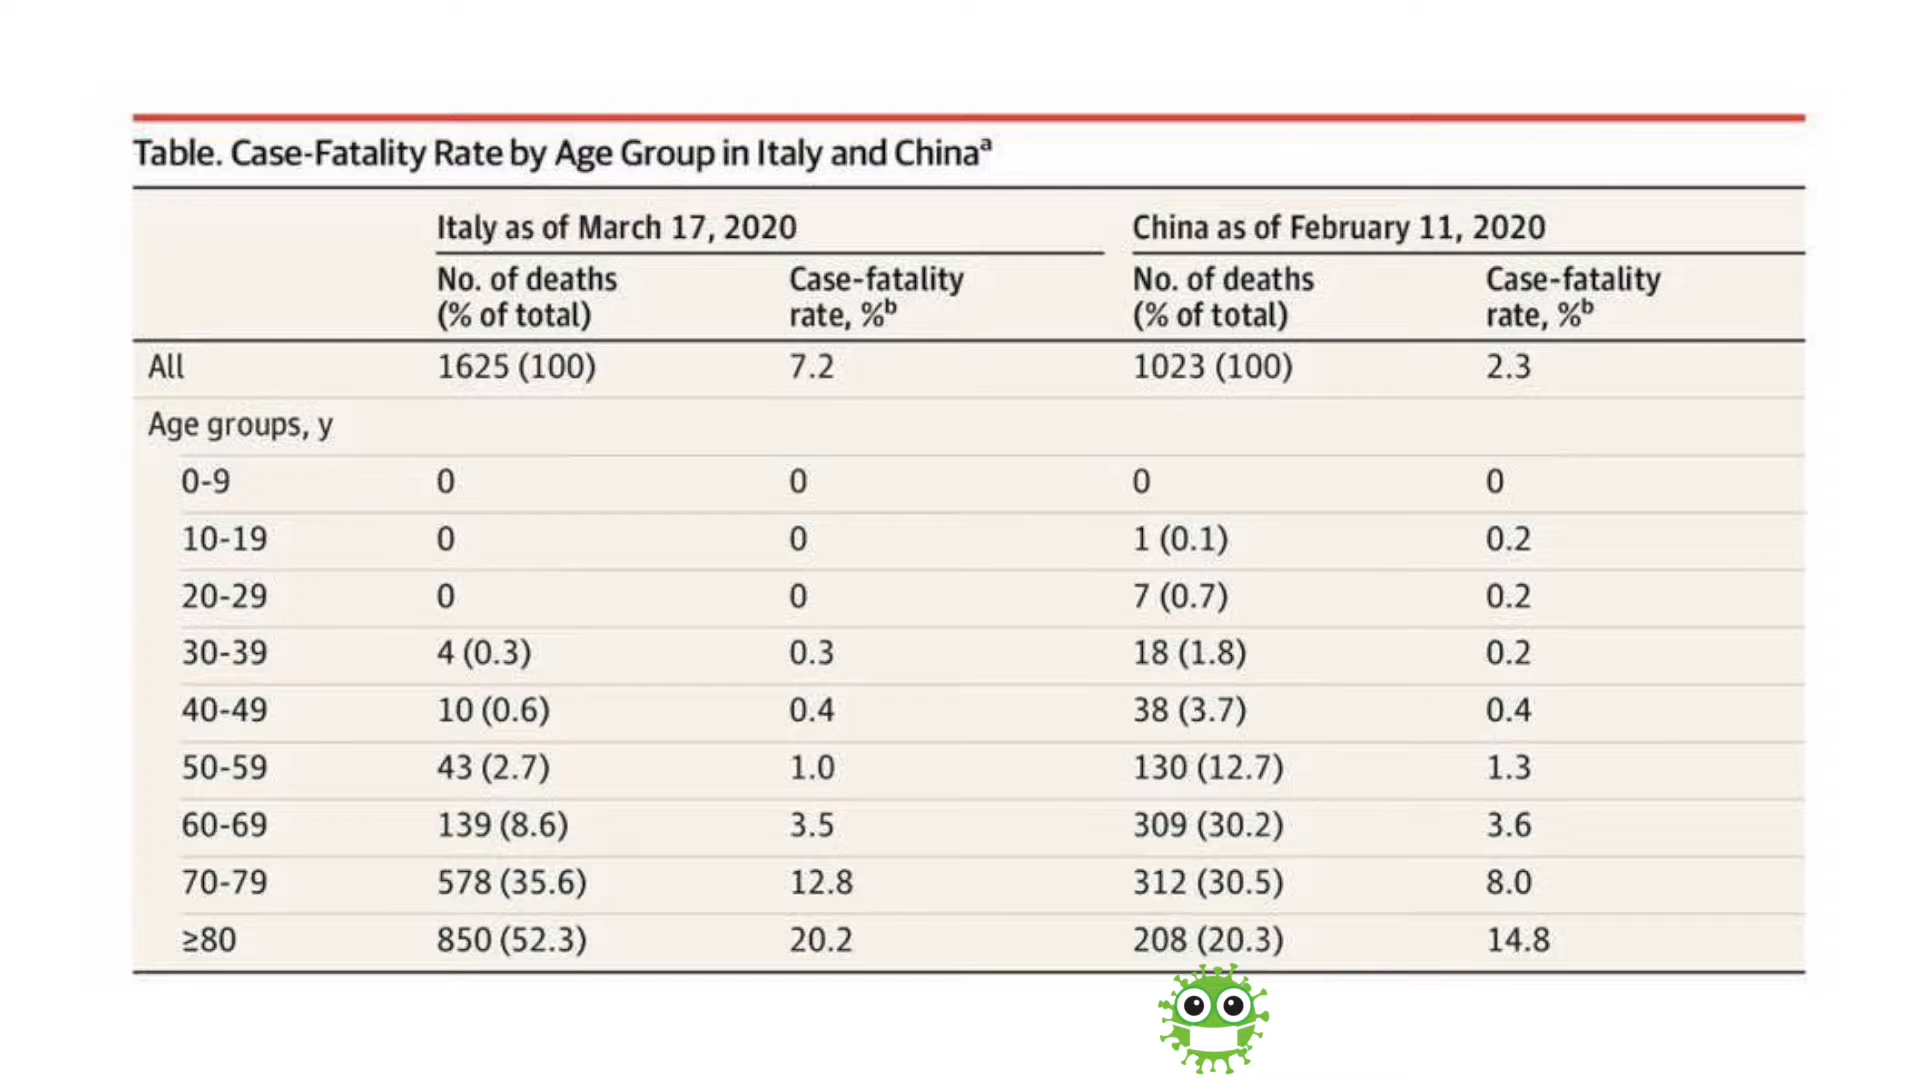 Table. Case-Fatality Rate by Age Group in Italy and Chinaᵃ
Italy as of March 17, 2020 China as of February 11, 2020
No. of deaths (% of total) Case-fatality rate, %ᵇ No. of deaths (% of total) Case-fatality rate, %ᵇ
All 1625 (100) 7.2 1023 (100) 2.3
Age groups, y
0-9 0 0 0 0
10-19 0 0 1 (0.1) 0.2
20-29 0 0 7 (0.7) 0.2
30-39 4 (0.3) 0.3 18 (1.8) 0.2
40-49 10 (0.6) 0.4 38 (3.7) 0.4
50-59 43 (2.7) 1.0 130 (12.7) 1.3
60-69 139 (8.6) 3.5 309 (30.2) 3.6
70-79 578 (35.6) 12.8 312 (30.5) 8.0
≥80 850 (52.3) 20.2 208 (20.3) 14.8